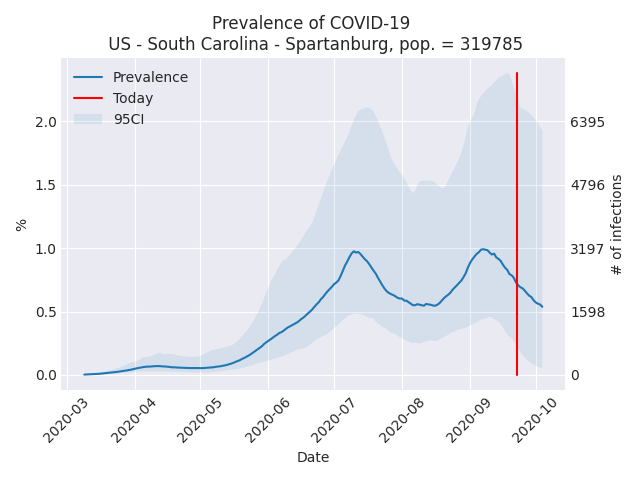 Prevalence of COVID-19
US - South Carolina - Spartanburg, pop. = 319785
Prevalence
Today
95CI
2.0
1.5
1.0
0.5
0.0
%
6395
4796
3197
1598
0
# of infections
2020-03
2020-04
2020-05
2020-06
2020-07
2020-08
2020-09
2020-10
Date